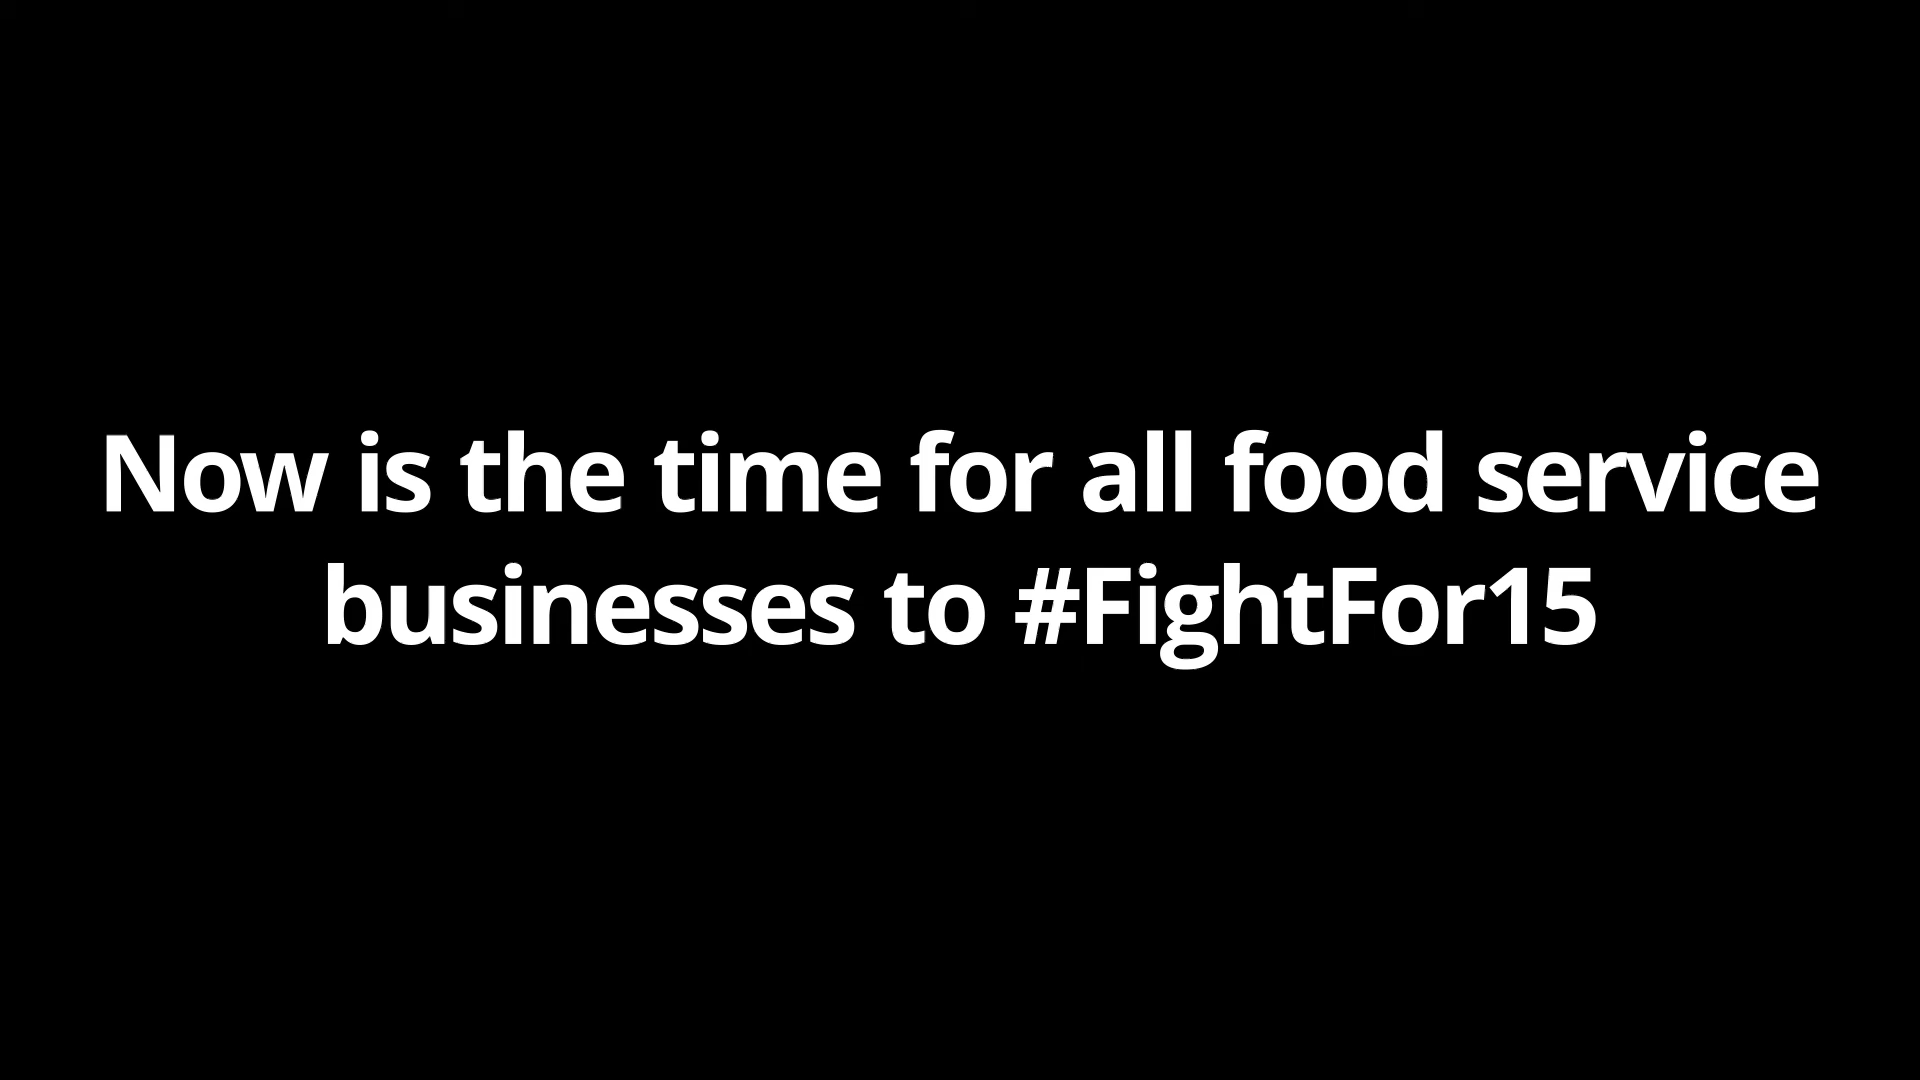 Now is the time for all food service
businesses to #FightFor15